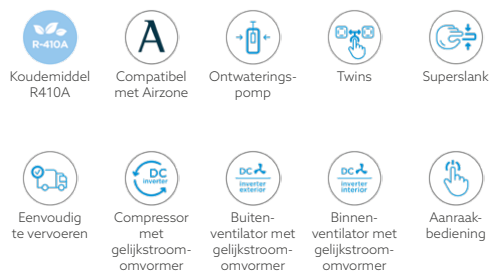 R-410A
Koudemiddel
R410A
A
Compatibel
met Airzone
Ontwaterings-
pomp
Twins
Superslank
Eenvoudig
te vervoeren
DC
inverter
Compressor
met
gelijkstroom-
omvormer
DC
inverter
exterior
Buiten-
ventilator met
gelijkstroom-
omvormer
DC
inverter
interior
Binnen-
ventilator met
gelijkstroom-
omvormer
Aanraak-
bediening